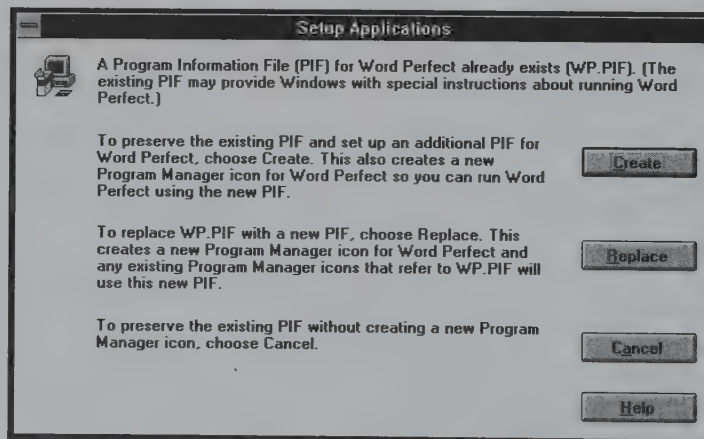 Setup Applications
A Program Information File (PIF) for Word Perfect already exists (WP.PIF). (The
existing PIF may provide Windows with special instructions about running Word
Perfect.)
To preserve the existing PIF and set up an additional PIF for
Word Perfect, choose Create. This also creates a new
Program Manager icon for Word Perfect so you can run Word
Perfect using the new PIF.
Create
To replace WP.PIF with a new PIF, choose Replace. This
creates a new Program Manager icon for Word Perfect and
any existing Program Manager icons that refer to WP.PIF will
use this new PIF.
Replace
To preserve the existing PIF without creating a new Program
Manager icon, choose Cancel.
Cancel
Help